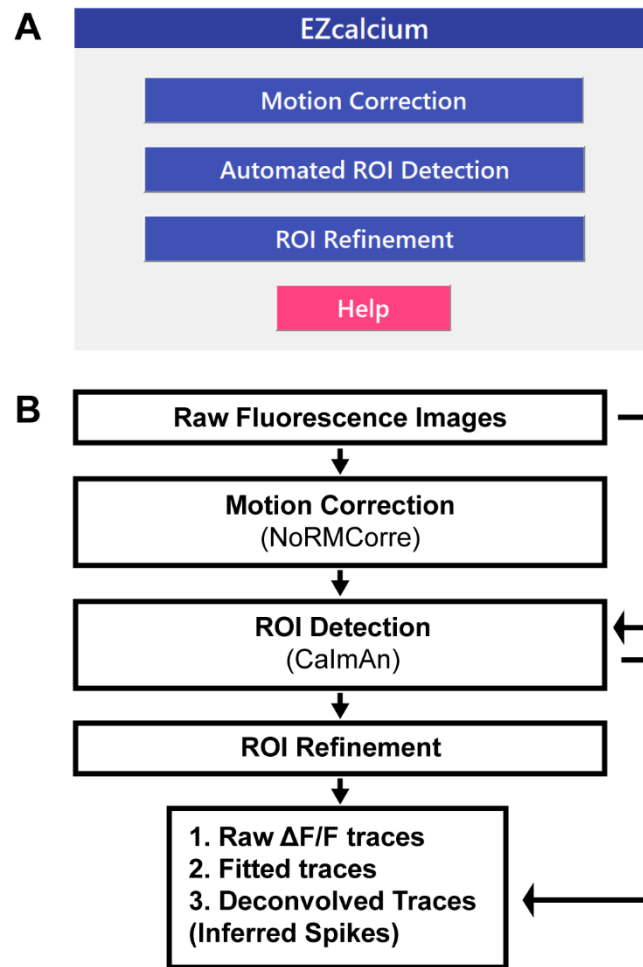 A
EZcalcium
Motion Correction
Automated ROI Detection
ROI Refinement
Help
B
Raw Fluorescence Images
Motion Correction
(NoRMCorre)
ROI Detection
(CaImAn)
ROI Refinement
1. Raw ΔF/F traces
2. Fitted traces
3. Deconvolved Traces
(Inferred Spikes)